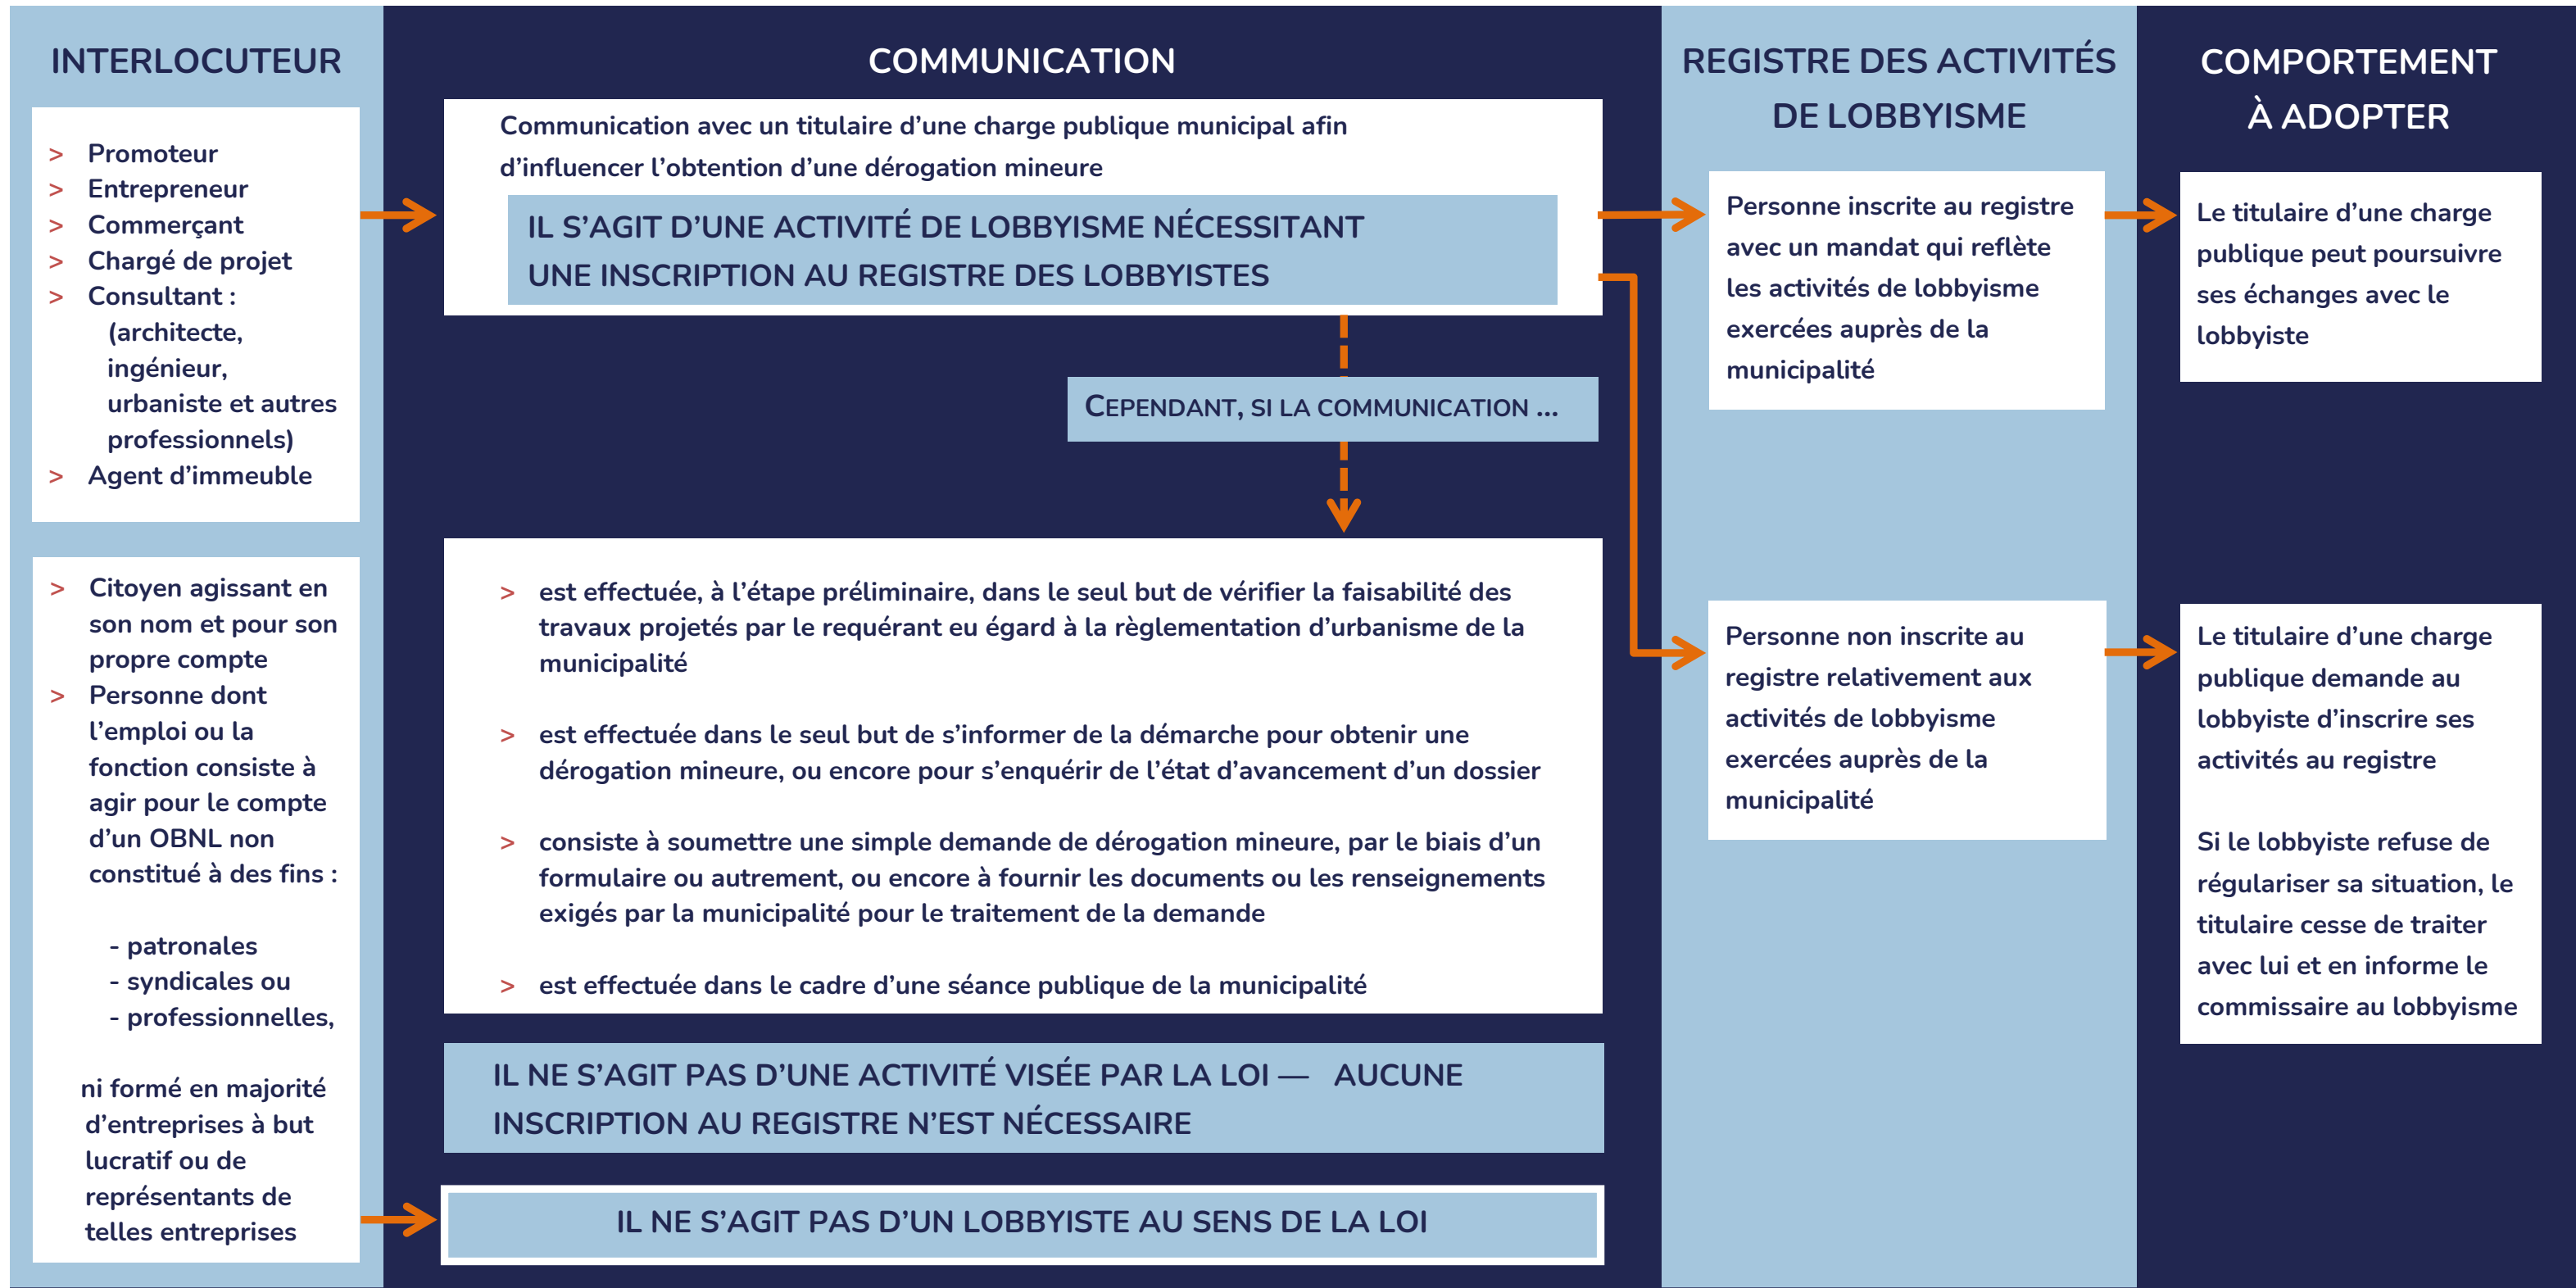 INTERLOCUTEUR
> Promoteur
> Entrepreneur
> Commerçant
> Chargé de projet
> Consultant :
(architecte,
ingénieur,
urbaniste et autres
professionnels)
> Agent d’immeuble
> Citoyen agissant en
son nom et pour son
propre compte
> Personne dont
l’emploi ou la
fonction consiste à
agir pour le compte
d’un OBNL non
constitué à des fins :
- patronales
- syndicales ou
- professionnelles,
ni formé en majorité
d’entreprises à but
lucratif ou de
représentants de
telles entreprises
COMMUNICATION
Communication avec un titulaire d’une charge publique municipal afin
d’influencer l’obtention d’une dérogation mineure
IL S’AGIT D’UNE ACTIVITÉ DE LOBBYISME NÉCESSITANT
UNE INSCRIPTION AU REGISTRE DES LOBBYISTES
CEPENDANT, SI LA COMMUNICATION ...
> est effectuée, à l’étape préliminaire, dans le seul but de vérifier la faisabilité des
travaux projetés par le requérant eu égard à la règlementation d’urbanisme de la
municipalité
> est effectuée dans le seul but de s’informer de la démarche pour obtenir une
dérogation mineure, ou encore pour s’enquérir de l’état d’avancement d’un dossier
> consiste à soumettre une simple demande de dérogation mineure, par le biais d’un
formulaire ou autrement, ou encore à fournir les documents ou les renseignements
exigés par la municipalité pour le traitement de la demande
> est effectuée dans le cadre d’une séance publique de la municipalité
IL NE S’AGIT PAS D’UNE ACTIVITÉ VISÉE PAR LA LOI — AUCUNE
INSCRIPTION AU REGISTRE N’EST NÉCESSAIRE
IL NE S’AGIT PAS D’UN LOBBYISTE AU SENS DE LA LOI
REGISTRE DES ACTIVITÉS
DE LOBBYISME
Personne inscrite au registre
avec un mandat qui reflète
les activités de lobbyisme
exercées auprès de la
municipalité
Personne non inscrite au
registre relativement aux
activités de lobbyisme
exercées auprès de la
municipalité
COMPORTEMENT
À ADOPTER
Le titulaire d’une charge
publique peut poursuivre
ses échanges avec le
lobbyiste
Le titulaire d’une charge
publique demande au
lobbyiste d’inscrire ses
activités au registre
Si le lobbyiste refuse de
régulariser sa situation, le
titulaire cesse de traiter
avec lui et en informe le
commissaire au lobbyisme